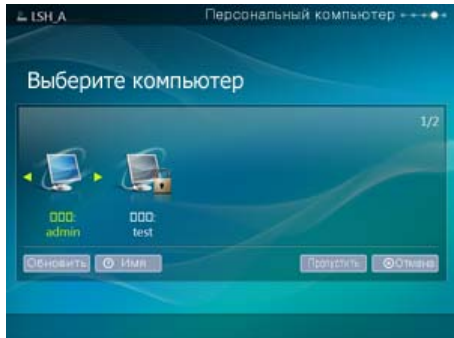 LSH_A
Персональный компьютер
Выберите компьютер
1/2
□□□: □□□:
admin test
Обновить Имя Пропустить Отмена